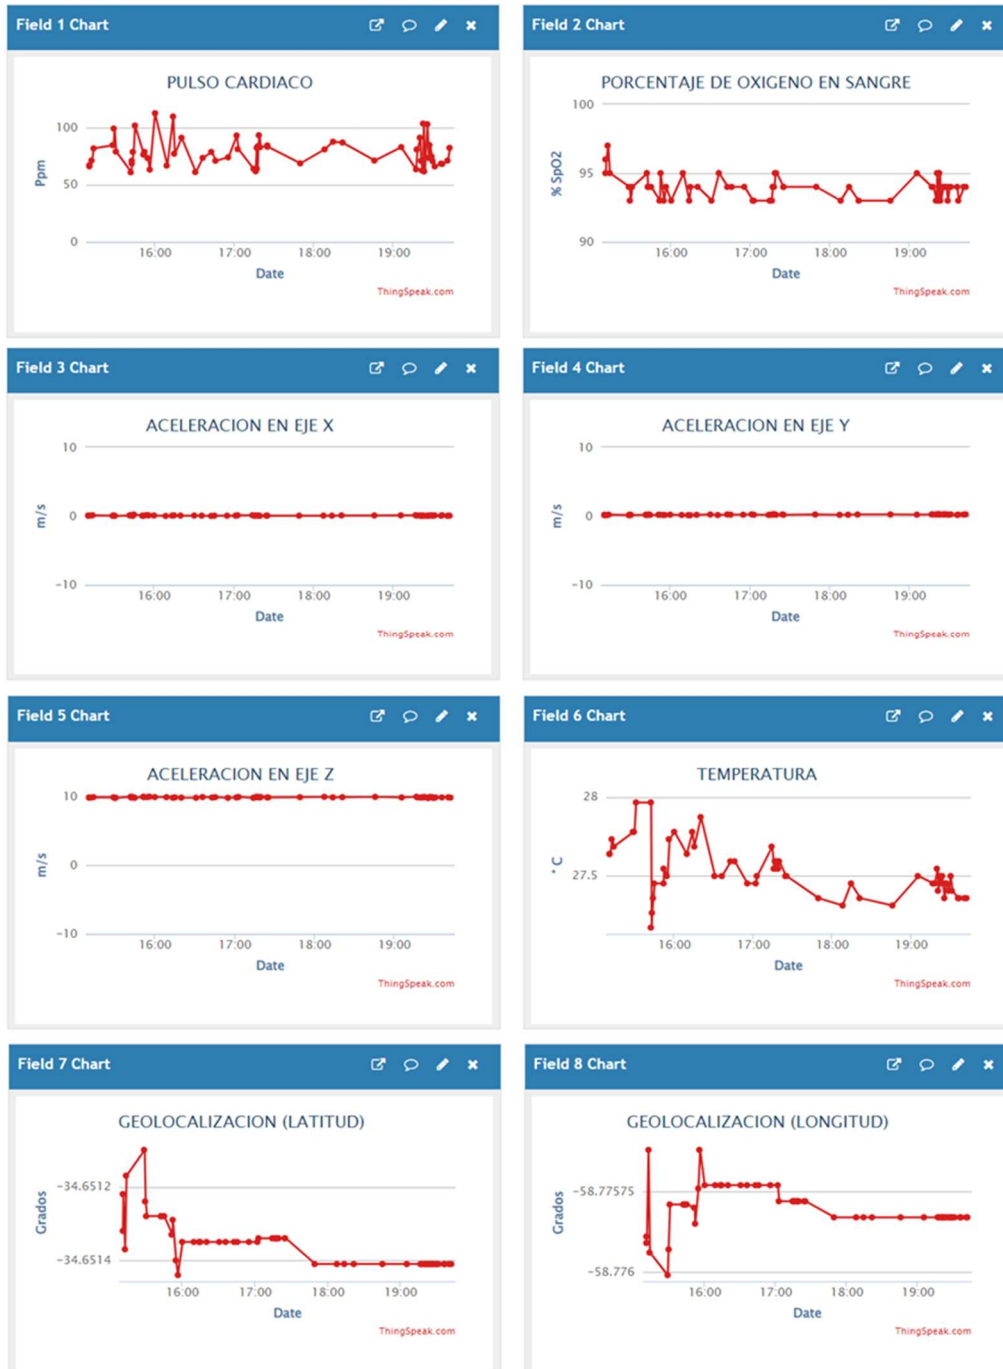 Field 1 Chart
PULSO CARDIACO
100
50
0
Ppm
16:00 17:00 18:00 19:00
Date
ThingSpeak.com
Field 2 Chart
PORCENTAJE DE OXIGENO EN SANGRE
100
95
90
% SpO2
16:00 17:00 18:00 19:00
Date
ThingSpeak.com
Field 3 Chart
ACELERACION EN EJE X
10
0
-10
m/s
16:00 17:00 18:00 19:00
Date
ThingSpeak.com
Field 4 Chart
ACELERACION EN EJE Y
10
0
-10
m/s
16:00 17:00 18:00 19:00
Date
ThingSpeak.com
Field 5 Chart
ACELERACION EN EJE Z
10
0
-10
m/s
16:00 17:00 18:00 19:00
Date
ThingSpeak.com
Field 6 Chart
TEMPERATURA
28
27.5
° C
16:00 17:00 18:00 19:00
Date
ThingSpeak.com
Field 7 Chart
GEOLOCALIZACION (LATITUD)
-34.6512
-34.6514
Grados
16:00 17:00 18:00 19:00
Date
ThingSpeak.com
Field 8 Chart
GEOLOCALIZACION (LONGITUD)
-58.77575
-58.776
Grados
16:00 17:00 18:00 19:00
Date
ThingSpeak.com